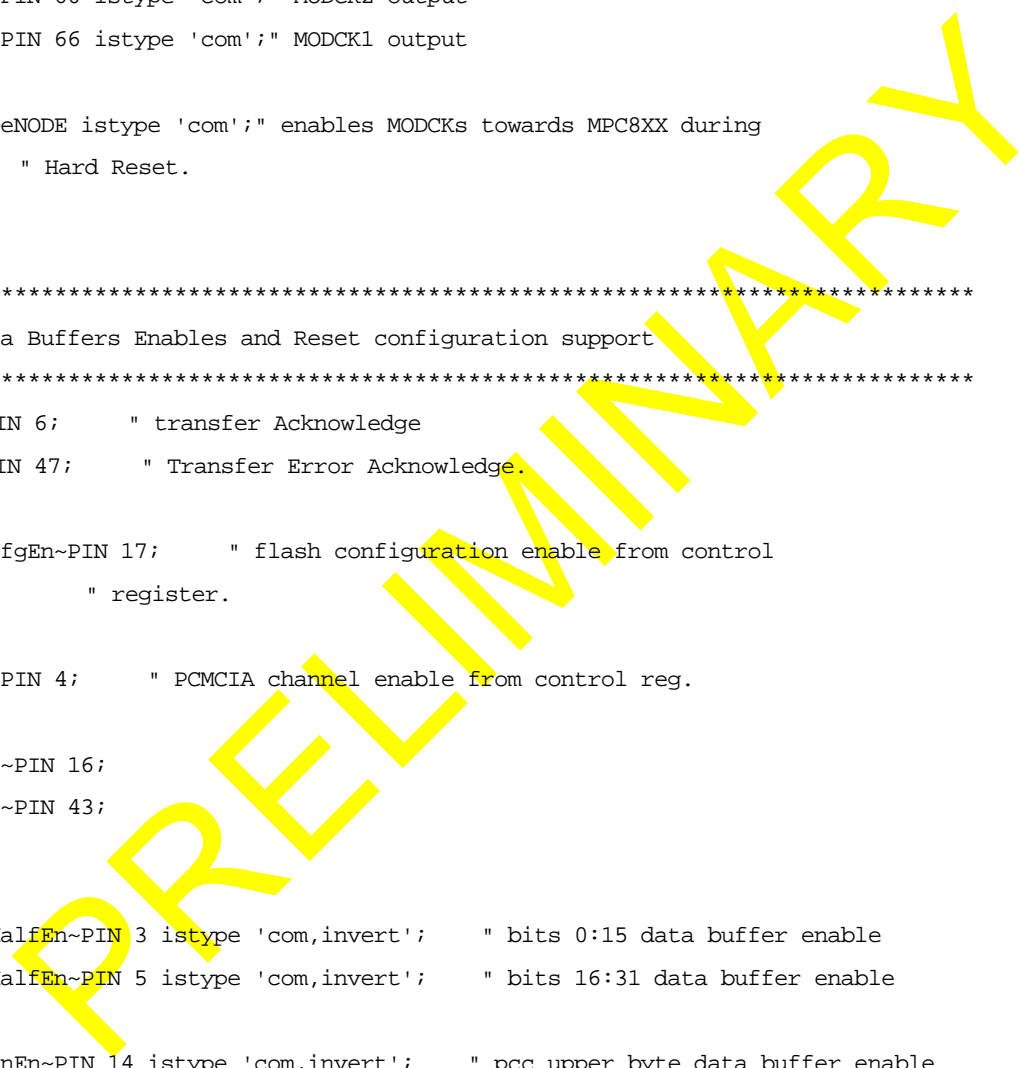 PIN 66 istype 'com';" MODCK1 output
eNODE istype 'com';" enables MODCKs towards MPC8XX during
" Hard Reset.
*************************************************************************
a Buffers Enables and Reset configuration support
*************************************************************************
IN 6; " transfer Acknowledge
IN 47; " Transfer Error Acknowledge.
fgEn~PIN 17; " flash configuration enable from control
" register.
PIN 4; " PCMCIA channel enable from control reg.
~PIN 16;
~PIN 43;
alfEn~PIN 3 istype 'com,invert'; " bits 0:15 data buffer enable
alfEn~PIN 5 istype 'com,invert'; " bits 16:31 data buffer enable
nEn~PIN 14 istype 'com,invert'; " pcc upper byte data buffer enable
PRELIMINARY